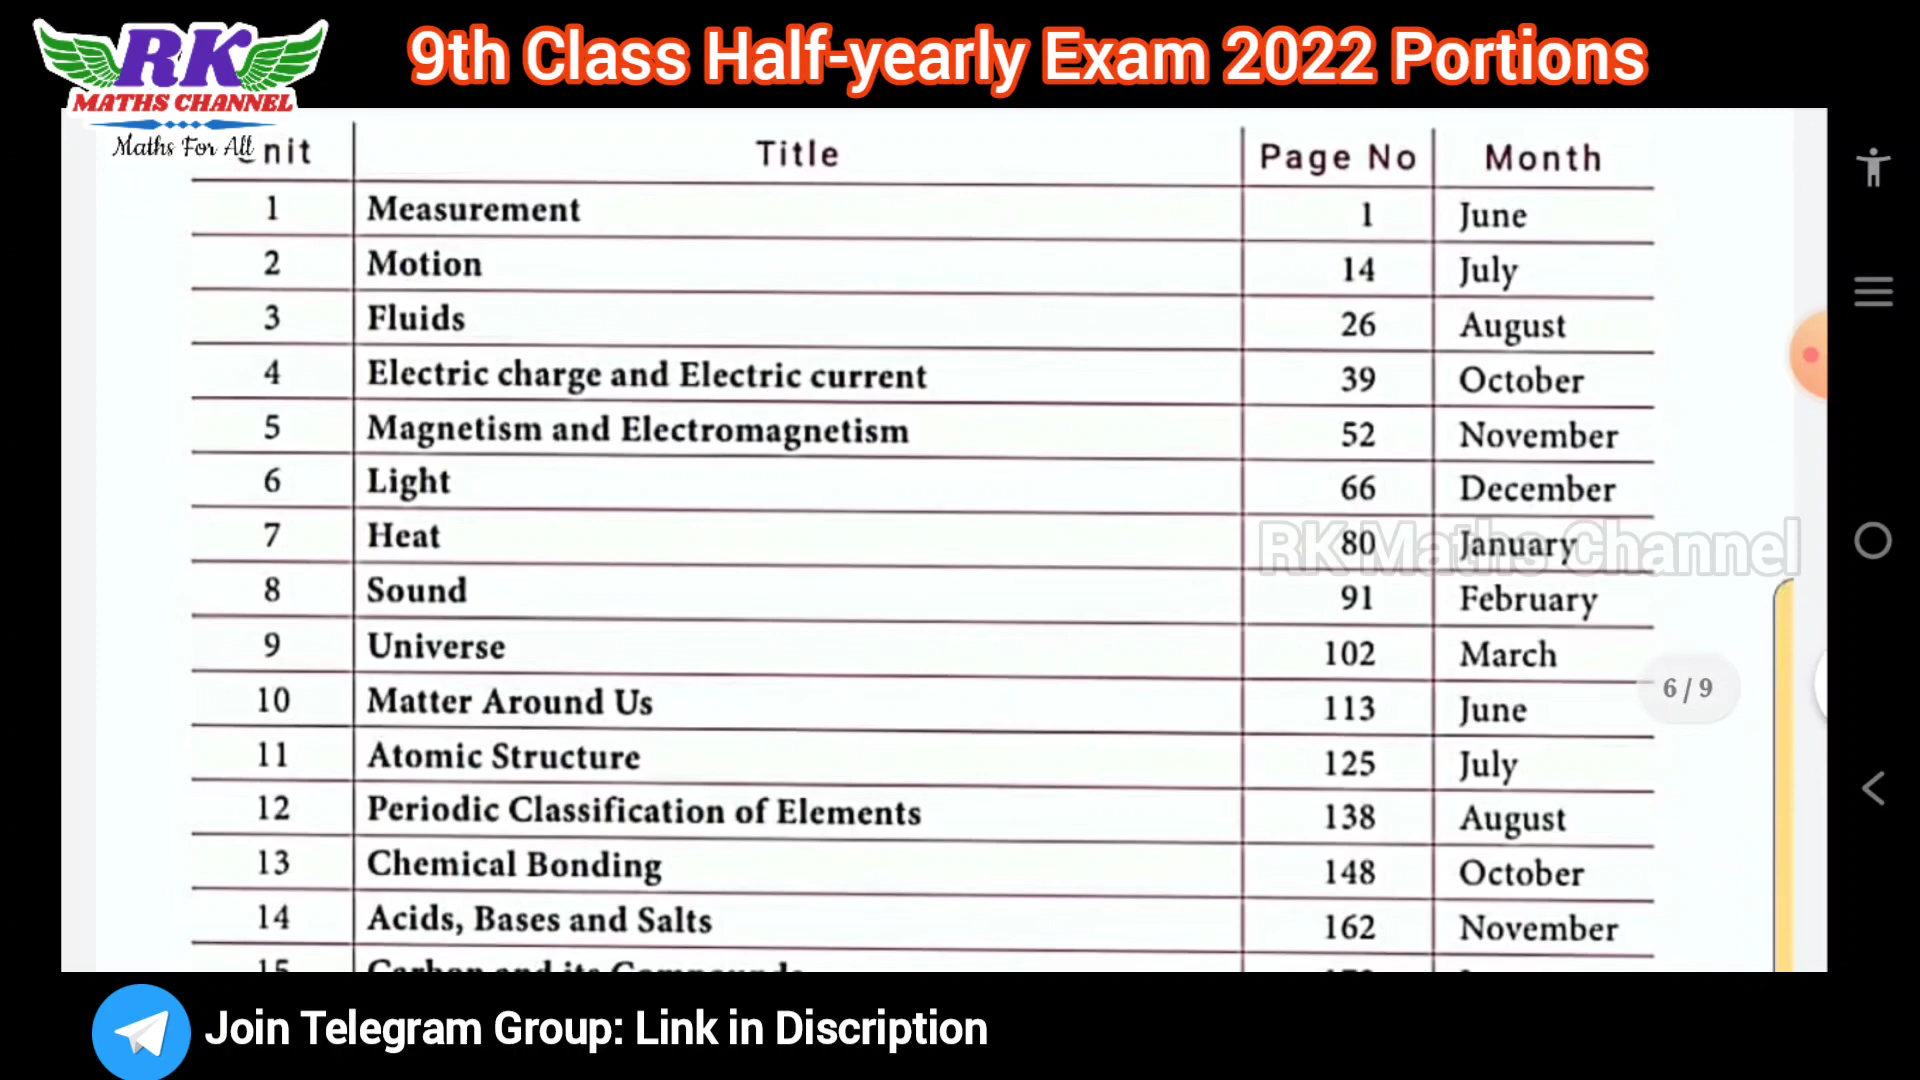 RK
MATHS CHANNEL
Maths For All
9th Class Half-yearly Exam 2022 Portions
nit Title Page No Month
1 Measurement 1 June
2 Motion 14 July
3 Fluids 26 August
4 Electric charge and Electric current 39 October
5 Magnetism and Electromagnetism 52 November
6 Light 66 December
7 Heat 80 January
RK Maths Channel
8 Sound 91 February
9 Universe 102 March
6 / 9
10 Matter Around Us 113 June
11 Atomic Structure 125 July
12 Periodic Classification of Elements 138 August
13 Chemical Bonding 148 October
14 Acids, Bases and Salts 162 November
15 Carbon and its Compounds
Join Telegram Group: Link in Discription